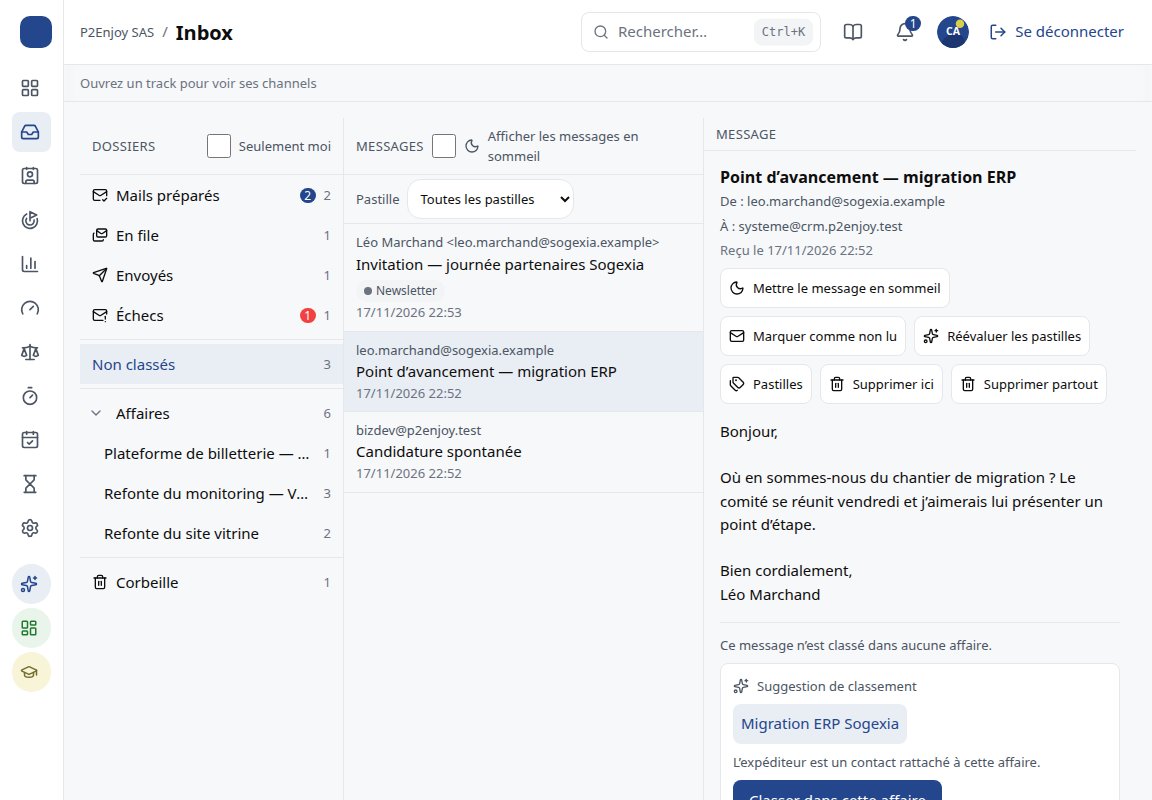 P2Enjoy SAS / Inbox
Rechercher… Ctrl+K
1
CA
Se déconnecter
Ouvrez un track pour voir ses channels
DOSSIERS Seulement moi
Mails préparés 2 2
En file 1
Envoyés 1
Échecs 1 1
Non classés 3
Affaires 6
Plateforme de billetterie — … 1
Refonte du monitoring — V… 3
Refonte du site vitrine 2
Corbeille 1
MESSAGES Afficher les messages en
sommeil
Pastille Toutes les pastilles
Léo Marchand <leo.marchand@sogexia.example>
Invitation — journée partenaires Sogexia
Newsletter
17/11/2026 22:53
leo.marchand@sogexia.example
Point d’avancement — migration ERP
17/11/2026 22:52
bizdev@p2enjoy.test
Candidature spontanée
17/11/2026 22:52
MESSAGE
Point d’avancement — migration ERP
De : leo.marchand@sogexia.example
À : systeme@crm.p2enjoy.test
Reçu le 17/11/2026 22:52
Mettre le message en sommeil
Marquer comme non lu Réévaluer les pastilles
Pastilles Supprimer ici Supprimer partout
Bonjour,
Où en sommes-nous du chantier de migration ? Le
comité se réunit vendredi et j’aimerais lui présenter un
point d’étape.
Bien cordialement,
Léo Marchand
Ce message n’est classé dans aucune affaire.
Suggestion de classement
Migration ERP Sogexia
L’expéditeur est un contact rattaché à cette affaire.
Classer dans cette affaire